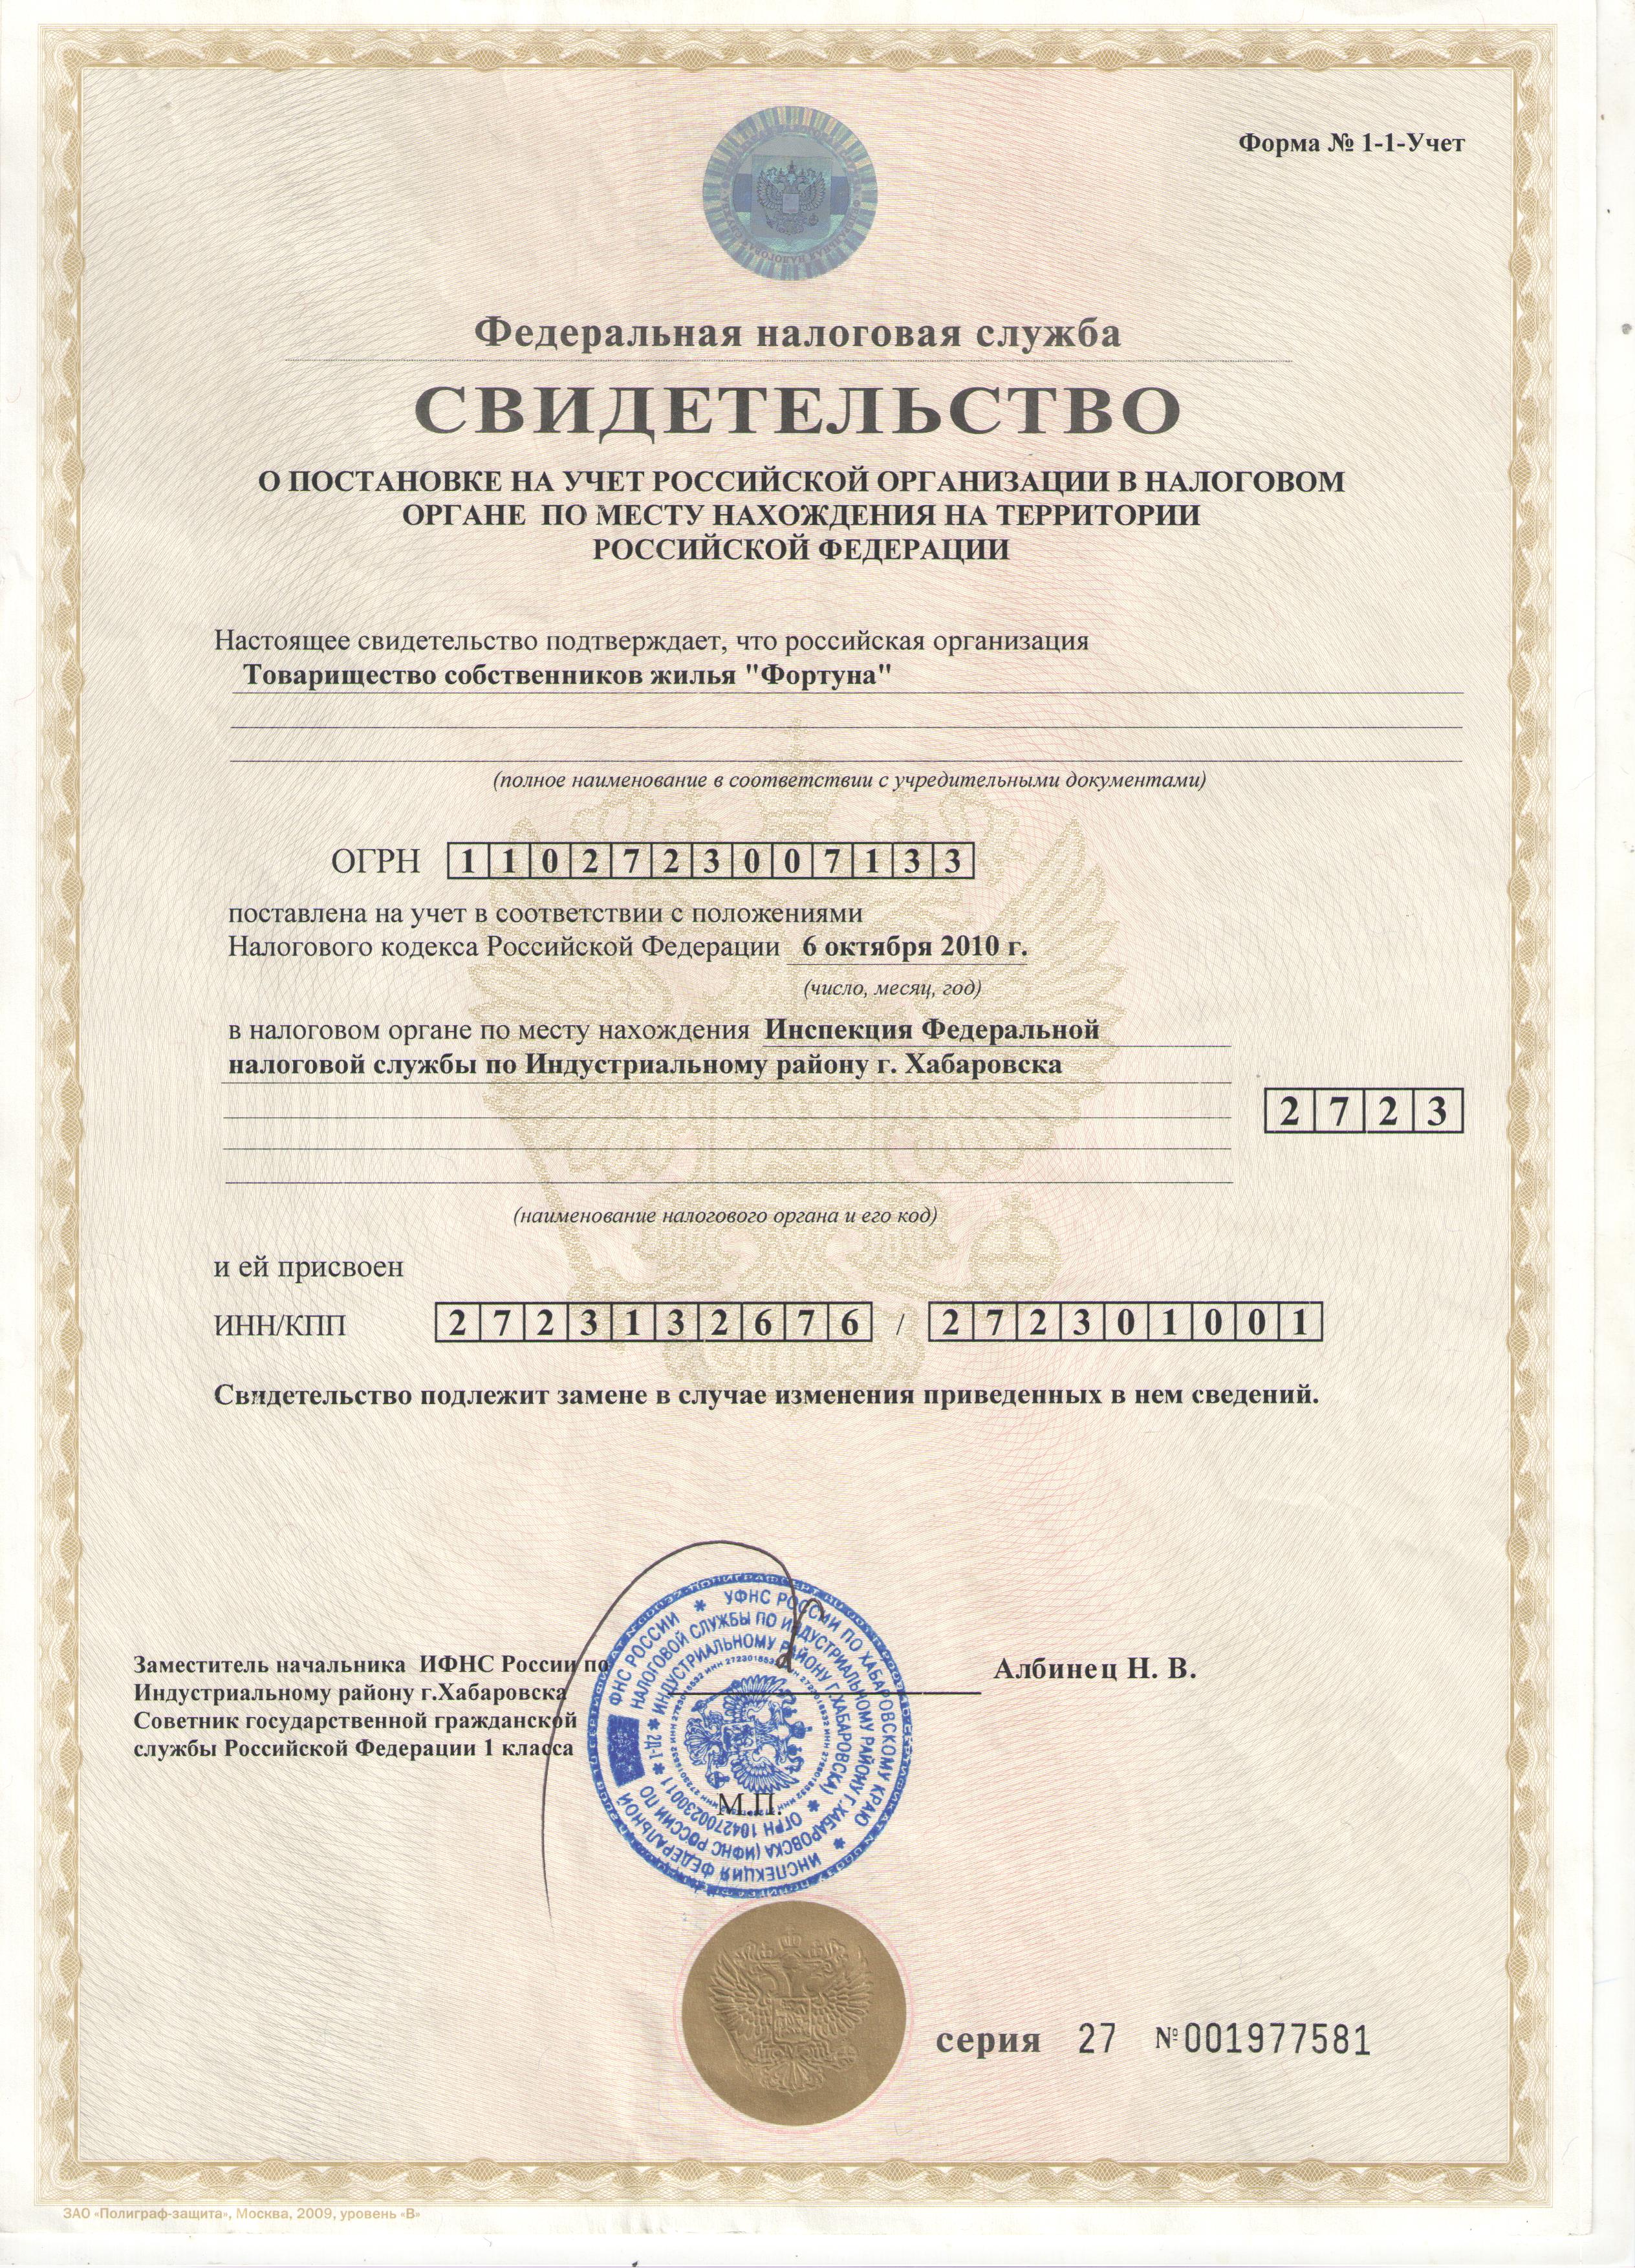 Форма № 1-1-Учет
Федеральная налоговая служба
СВИДЕТЕЛЬСТВО
О ПОСТАНОВКЕ НА УЧЕТ РОССИЙСКОЙ ОРГАНИЗАЦИИ В НАЛОГОВОМ
ОРГАНЕ ПО МЕСТУ НАХОЖДЕНИЯ НА ТЕРРИТОРИИ
РОССИЙСКОЙ ФЕДЕРАЦИИ
Настоящее свидетельство подтверждает, что российская организация
Товарищество собственников жилья "Фортуна"
(полное наименование в соответствии с учредительными документами)
ОГРН 1102723007133
поставлена на учет в соответствии с положениями
Налогового кодекса Российской Федерации 6 октября 2010 г.
(число, месяц, год)
в налоговом органе по месту нахождения Инспекция Федеральной
налоговой службы по Индустриальному району г. Хабаровска
2723
(наименование налогового органа и его код)
и ей присвоен
ИНН/КПП 2723132676 / 272301001
Свидетельство подлежит замене в случае изменения приведенных в нем сведений.
Заместитель начальника ИФНС России по
Индустриальному району г.Хабаровска
Советник государственной гражданской
службы Российской Федерации 1 класса
Албинец Н. В.
ФНС РОССИИ * УФНС РОССИИ ПО ХАБАРОВСКОМУ КРАЮ *
ИНСПЕКЦИЯ ФЕДЕРАЛЬНОЙ
НАЛОГОВОЙ СЛУЖБЫ ПО ИНДУСТРИАЛЬНОМУ РАЙОНУ Г.ХАБАРОВСКА (ИФНС РОССИИ ПО
ИНДУСТРИАЛЬНОМУ РАЙОНУ Г.ХАБАРОВСКА) * ОГРН 1042700230011 *
М.П.
серия 27 №001977581
ЗАО «Полиграф-защита», Москва, 2009, уровень «В»